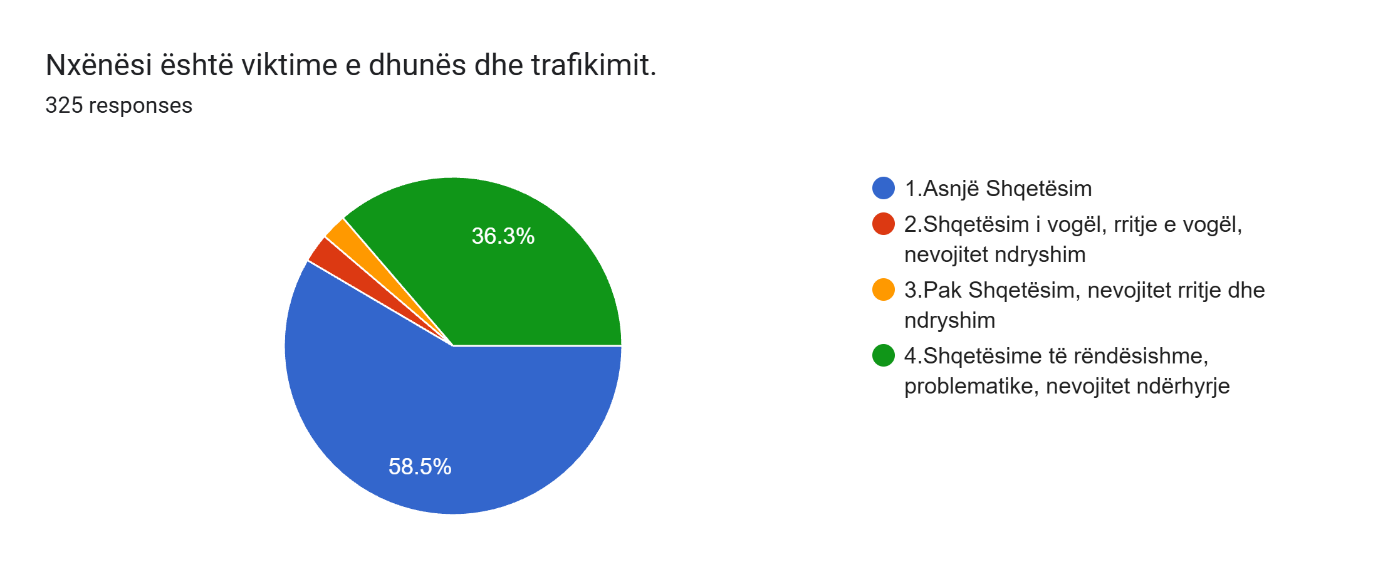 Nxënësi është viktime e dhunës dhe trafikimit.
325 responses
36.3%
58.5%
1.Asnjë Shqetësim
2.Shqetësim i vogël, rritje e vogël,
nevojitet ndryshim
3.Pak Shqetësim, nevojitet rritje dhe
ndryshim
4.Shqetësime të rëndësishme,
problematike, nevojitet ndërhyrje